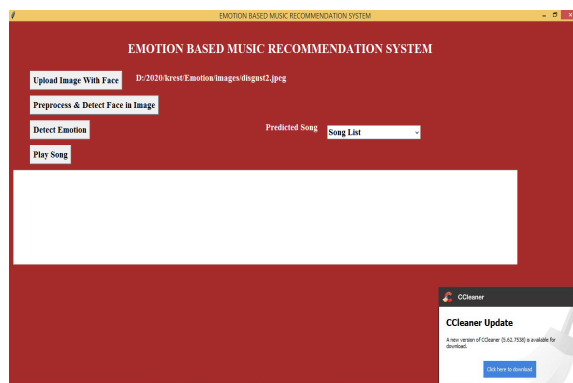 EMOTION BASED MUSIC RECOMMENDATION SYSTEM
EMOTION BASED MUSIC RECOMMENDATION SYSTEM
Upload Image With Face D:/2020/krest/Emotion/images/disgust2.jpeg
Preprocess & Detect Face in Image
Detect Emotion Predicted Song Song List
Play Song
CCleaner
CCleaner Update
A new version of CCleaner (5.62.7538) is available for
download.
Click here to download